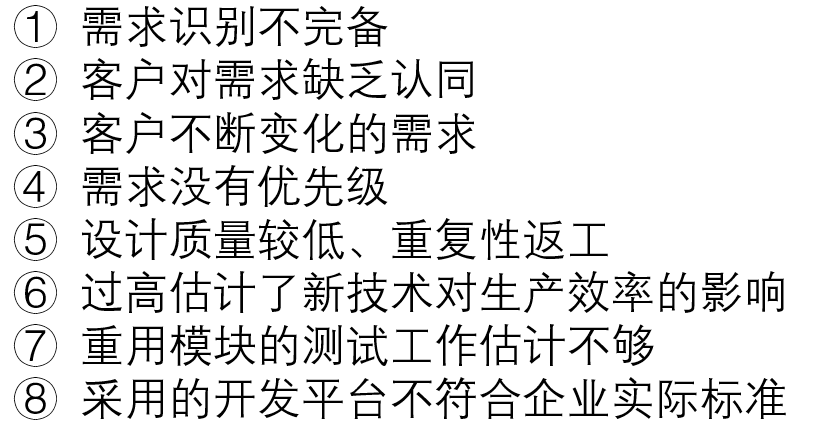 ① 需求识别不完备
② 客户对需求缺乏认同
③ 客户不断变化的需求
④ 需求没有优先级
⑤ 设计质量较低、重复性返工
⑥ 过高估计了新技术对生产效率的影响
⑦ 重用模块的测试工作估计不够
⑧ 采用的开发平台不符合企业实际标准